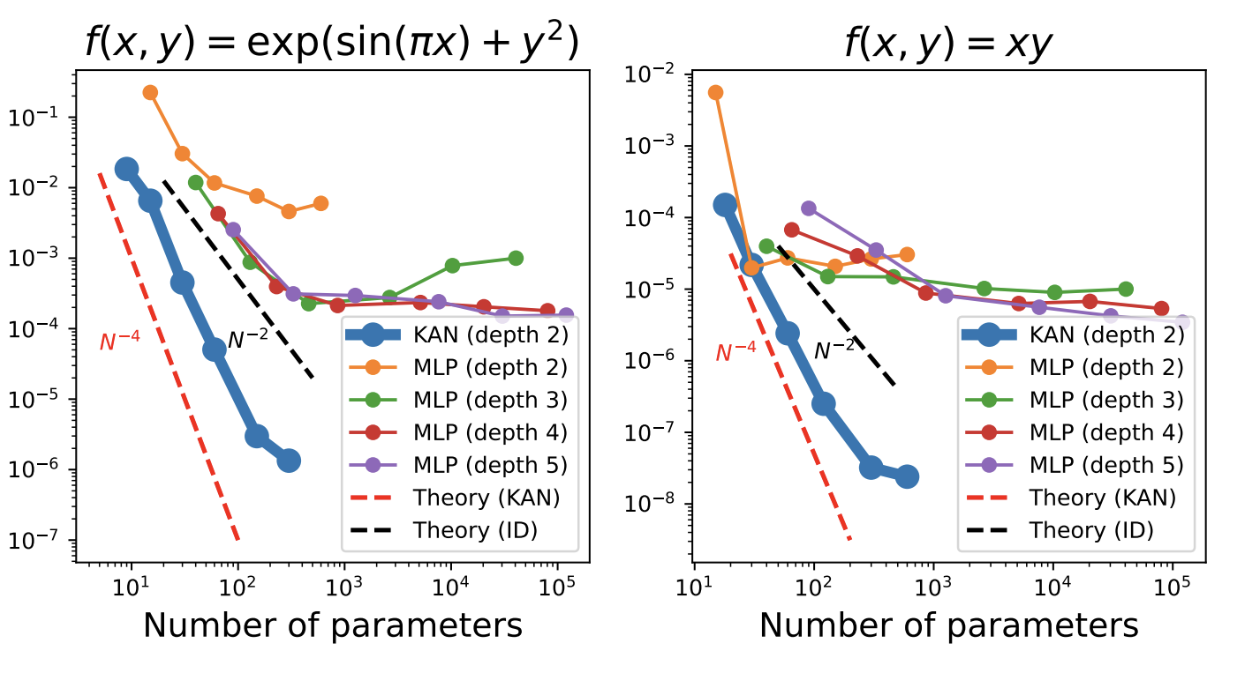 f(x, y) = exp(sin(πx) + y²)
10⁻¹
10⁻²
10⁻³
10⁻⁴
10⁻⁵
10⁻⁶
10⁻⁷
N⁻⁴
N⁻²
KAN (depth 2)
MLP (depth 2)
MLP (depth 3)
MLP (depth 4)
MLP (depth 5)
Theory (KAN)
Theory (ID)
10¹ 10² 10³ 10⁴ 10⁵
Number of parameters
f(x, y) = xy
10⁻²
10⁻³
10⁻⁴
10⁻⁵
10⁻⁶
10⁻⁷
10⁻⁸
N⁻⁴
N⁻²
KAN (depth 2)
MLP (depth 2)
MLP (depth 3)
MLP (depth 4)
MLP (depth 5)
Theory (KAN)
Theory (ID)
10¹ 10² 10³ 10⁴ 10⁵
Number of parameters